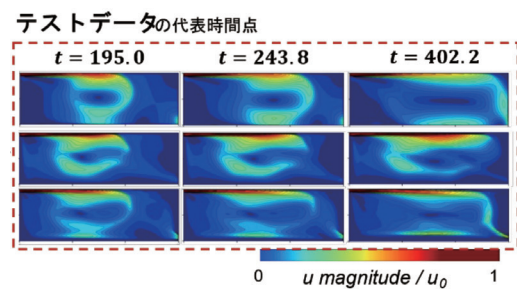 テストデータの代表時間点
t = 195.0 t = 243.8 t = 402.2
0 u magnitude / u₀ 1